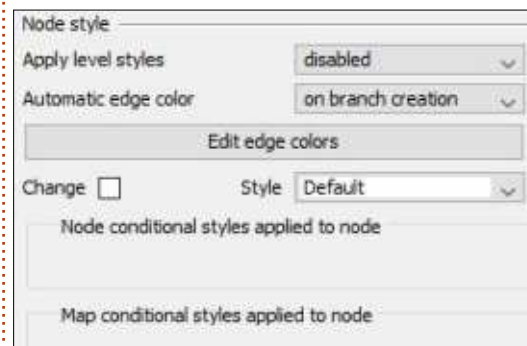 Node style
Apply level styles disabled
Automatic edge color on branch creation
Edit edge colors
Change Style Default
Node conditional styles applied to node
Map conditional styles applied to node